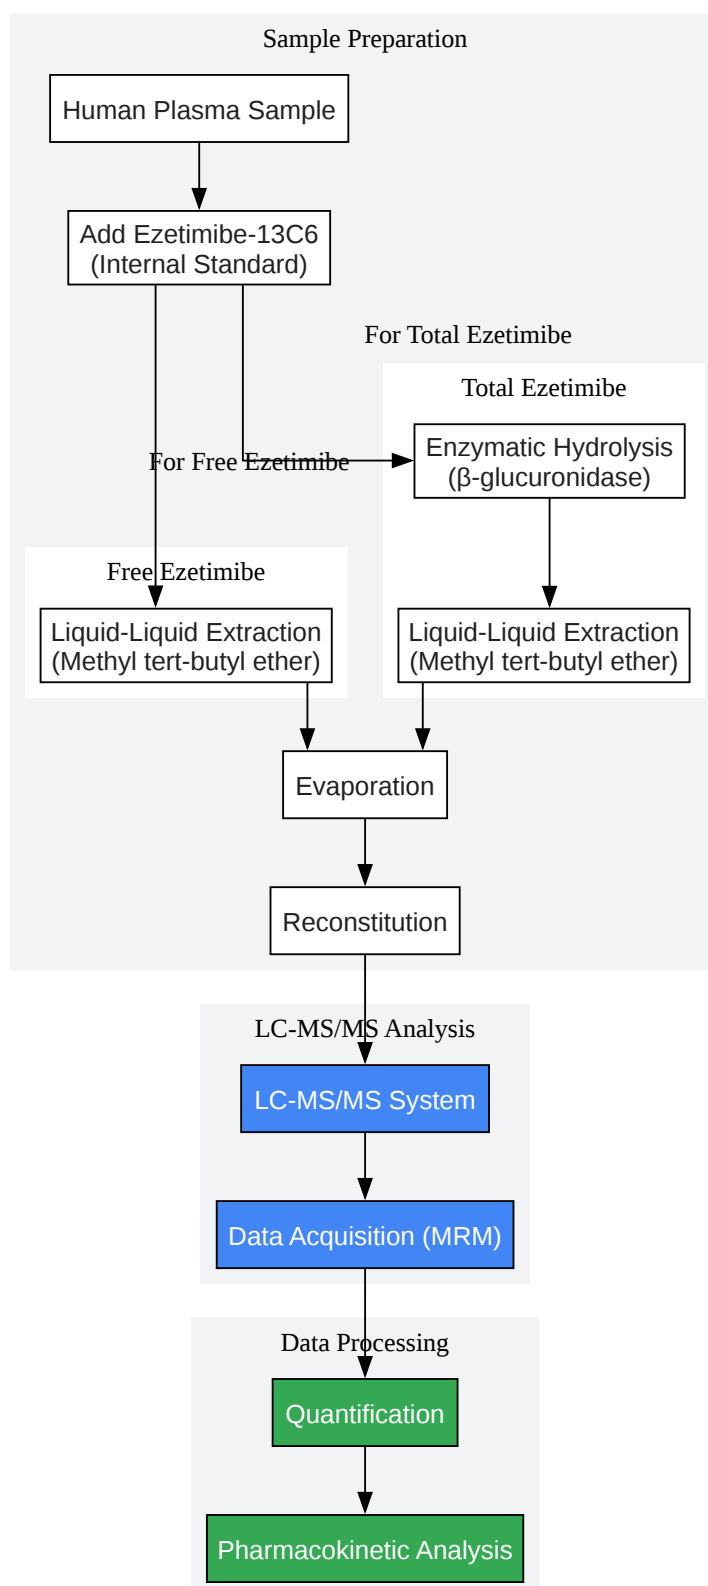 Sample Preparation
Human Plasma Sample
Add Ezetimibe-13C6
(Internal Standard)
For Total Ezetimibe
Total Ezetimibe
Enzymatic Hydrolysis
(β-glucuronidase)
For Free Ezetimibe
Free Ezetimibe
Liquid-Liquid Extraction
(Methyl tert-butyl ether)
Liquid-Liquid Extraction
(Methyl tert-butyl ether)
Evaporation
Reconstitution
LC-MS/MS Analysis
LC-MS/MS System
Data Acquisition (MRM)
Data Processing
Quantification
Pharmacokinetic Analysis